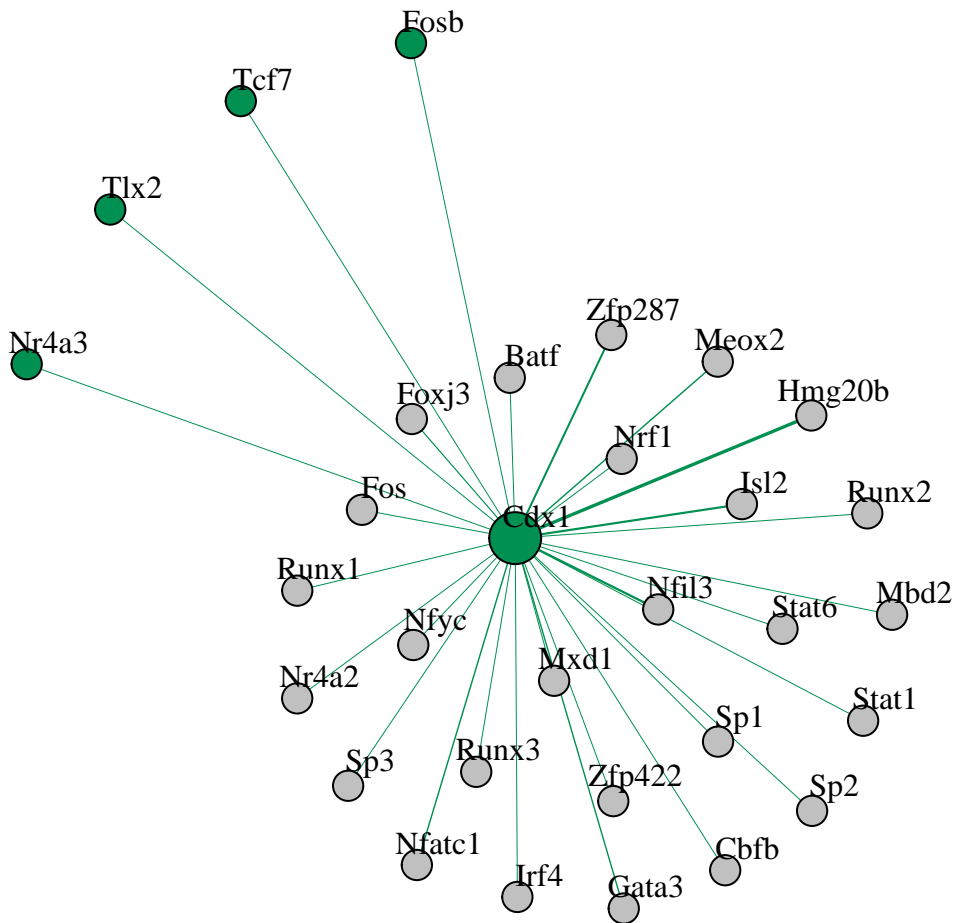 Fosb
Tcf7
Tlx2
Nr4a3
Zfp287
Meox2
Batf
Hmg20b
Foxj3
Nrf1
Fos
Isl2
Runx2
Cdx1
Runx1
Nfil3
Mbd2
Stat6
Nfyc
Nr4a2
Mxd1
Stat1
Sp1
Sp3
Runx3
Zfp422
Sp2
Nfatc1
Cbfb
Irf4
Gata3